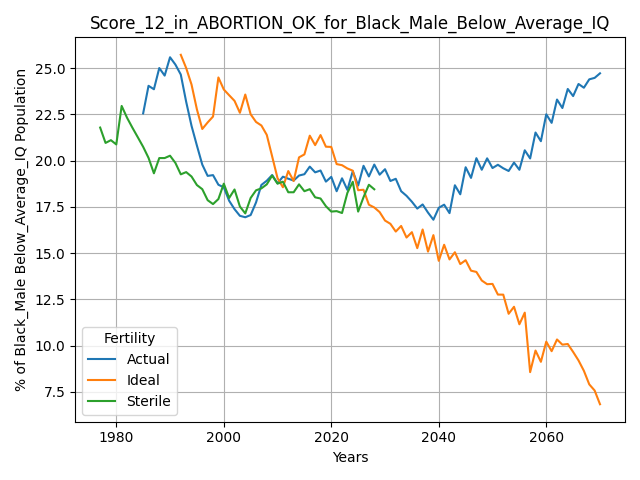 Score_12_in_ABORTION_OK_for_Black_Male_Below_Average_IQ
% of Black_Male Below_Average_IQ Population
25.0
22.5
20.0
17.5
15.0
12.5
10.0
7.5
Fertility
Actual
Ideal
Sterile
1980 2000 2020 2040 2060
Years